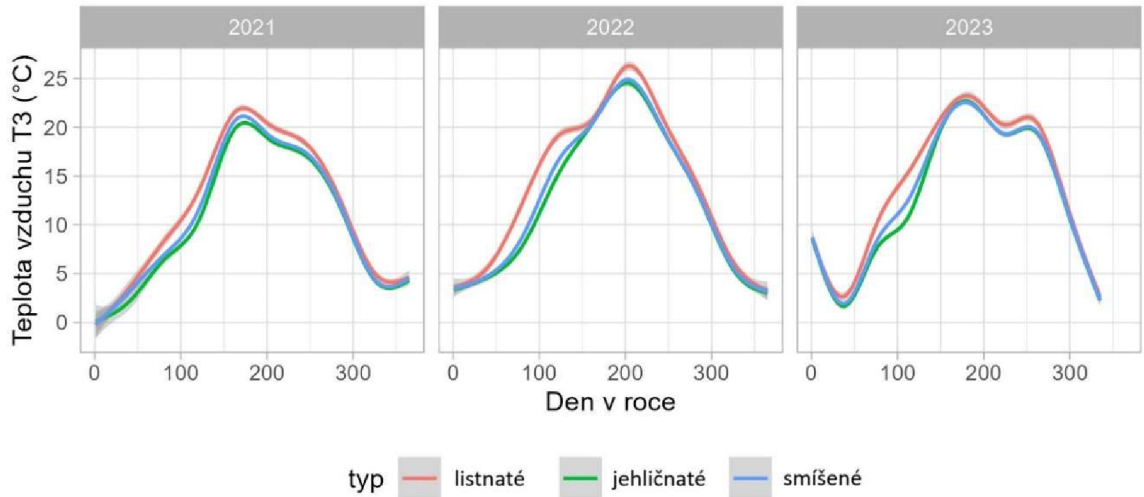 2021 2022 2023
Teplota vzduchu T3 (°C)
25
20
15
10
5
0
0 100 200 300 0 100 200 300 0 100 200 300
Den v roce
typ listnaté jehličnaté smíšené